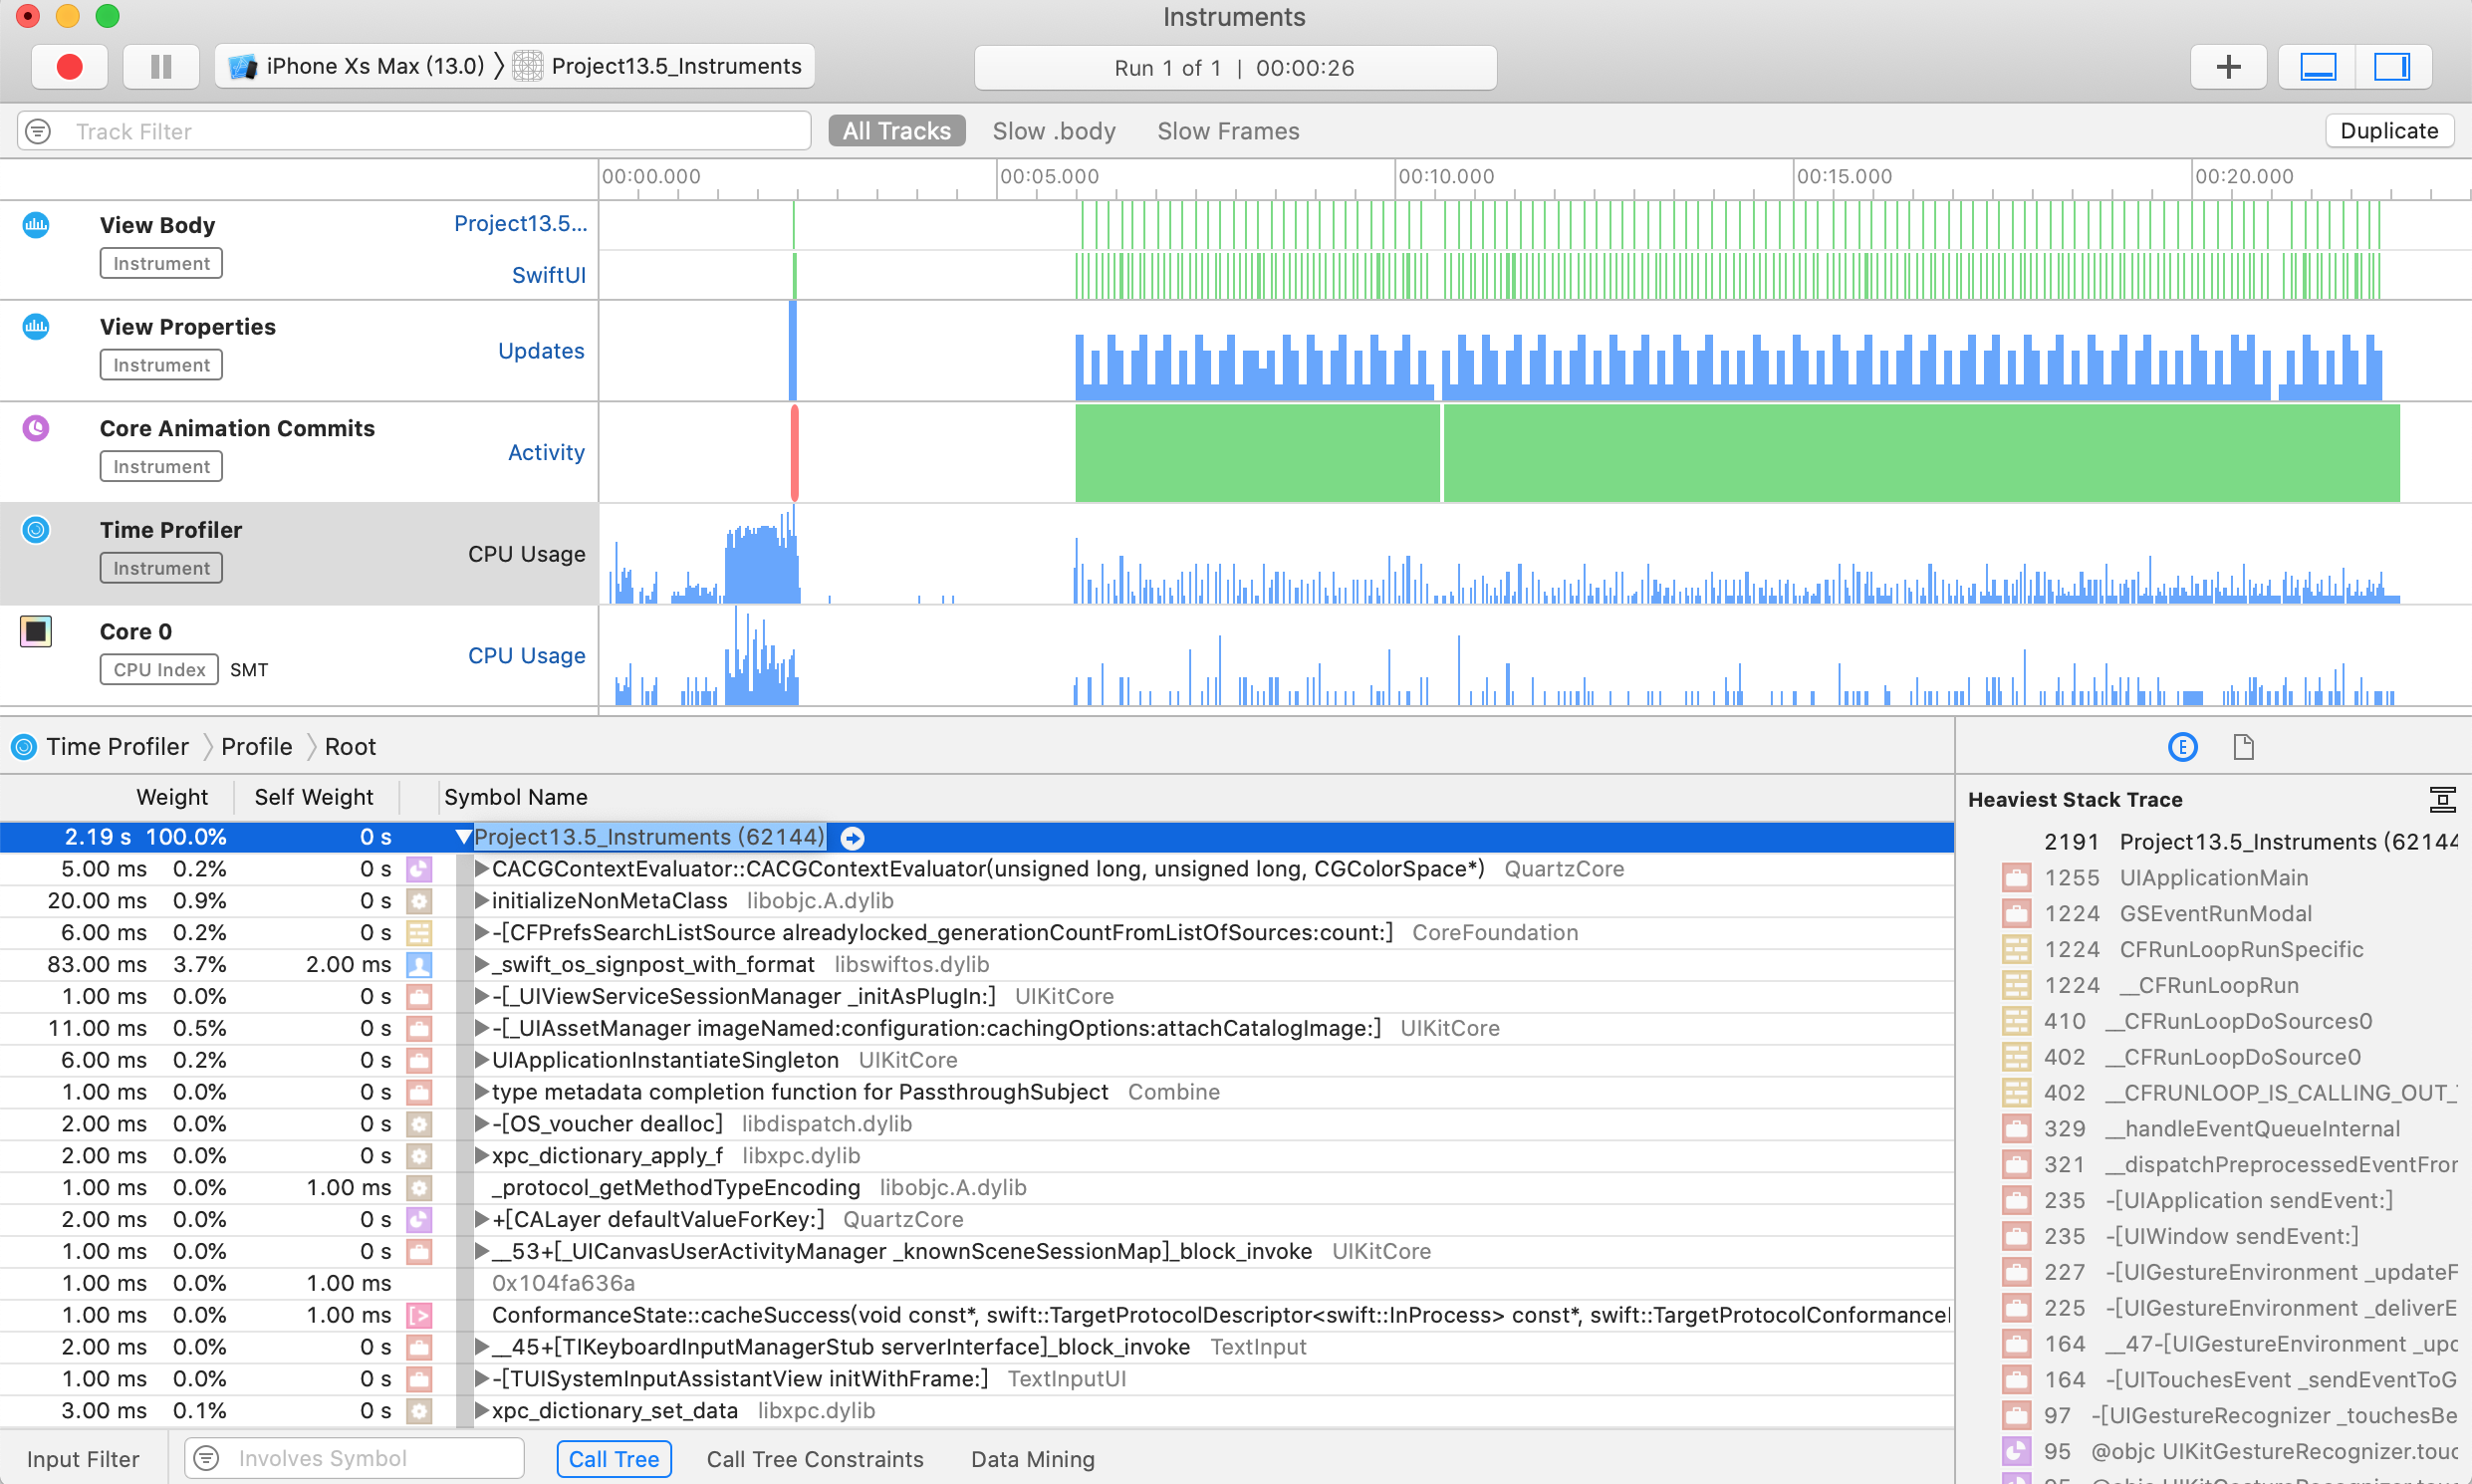 Instruments
iPhone Xs Max (13.0) Project13.5_Instruments
Run 1 of 1 | 00:00:26
Track Filter All Tracks Slow .body Slow Frames Duplicate
00:00.000 00:05.000 00:10.000 00:15.000 00:20.000
View Body Project13.5...
Instrument
SwiftUI
View Properties
Updates
Instrument
Core Animation Commits
Activity
Instrument
Time Profiler
CPU Usage
Instrument
Core 0
CPU Usage
CPU Index SMT
Time Profiler Profile Root
Weight Self Weight Symbol Name
2.19 s 100.0% 0 s Project13.5_Instruments (62144)
5.00 ms 0.2% 0 s CACGContextEvaluator::CACGContextEvaluator(unsigned long, unsigned long, CGColorSpace*) QuartzCore
20.00 ms 0.9% 0 s initializeNonMetaClass libobjc.A.dylib
6.00 ms 0.2% 0 s -[CFPrefsSearchListSource alreadylocked_generationCountFromListOfSources:count:] CoreFoundation
83.00 ms 3.7% 2.00 ms _swift_os_signpost_with_format libswiftos.dylib
1.00 ms 0.0% 0 s -[_UIViewServiceSessionManager _initAsPlugIn:] UIKitCore
11.00 ms 0.5% 0 s -[_UIAssetManager imageNamed:configuration:cachingOptions:attachCatalogImage:] UIKitCore
6.00 ms 0.2% 0 s UIApplicationInstantiateSingleton UIKitCore
1.00 ms 0.0% 0 s type metadata completion function for PassthroughSubject Combine
2.00 ms 0.0% 0 s -[OS_voucher dealloc] libdispatch.dylib
2.00 ms 0.0% 0 s xpc_dictionary_apply_f libxpc.dylib
1.00 ms 0.0% 1.00 ms _protocol_getMethodTypeEncoding libobjc.A.dylib
2.00 ms 0.0% 0 s +[CALayer defaultValueForKey:] QuartzCore
1.00 ms 0.0% 0 s __53+[_UICanvasUserActivityManager _knownSceneSessionMap]_block_invoke UIKitCore
1.00 ms 0.0% 1.00 ms 0x104fa636a
1.00 ms 0.0% 1.00 ms ConformanceState::cacheSuccess(void const*, swift::TargetProtocolDescriptor<swift::InProcess> const*, swift::TargetProtocolConformance
2.00 ms 0.0% 0 s __45+[TIKeyboardInputManagerStub serverInterface]_block_invoke TextInput
1.00 ms 0.0% 0 s -[TUISystemInputAssistantView initWithFrame:] TextInputUI
3.00 ms 0.1% 0 s xpc_dictionary_set_data libxpc.dylib
Input Filter Involves Symbol Call Tree Call Tree Constraints Data Mining
E
Heaviest Stack Trace
2191 Project13.5_Instruments (62144
1255 UIApplicationMain
1224 GSEventRunModal
1224 CFRunLoopRunSpecific
1224 __CFRunLoopRun
410 __CFRunLoopDoSources0
402 __CFRunLoopDoSource0
402 __CFRUNLOOP_IS_CALLING_OUT_
329 __handleEventQueueInternal
321 __dispatchPreprocessedEventFror
235 -[UIApplication sendEvent:]
235 -[UIWindow sendEvent:]
227 -[UIGestureEnvironment _updateF
225 -[UIGestureEnvironment _deliverE
164 __47-[UIGestureEnvironment _upd
164 -[UITouchesEvent _sendEventToG
97 -[UIGestureRecognizer _touchesBe
95 @objc UIKitGestureRecognizer.touc